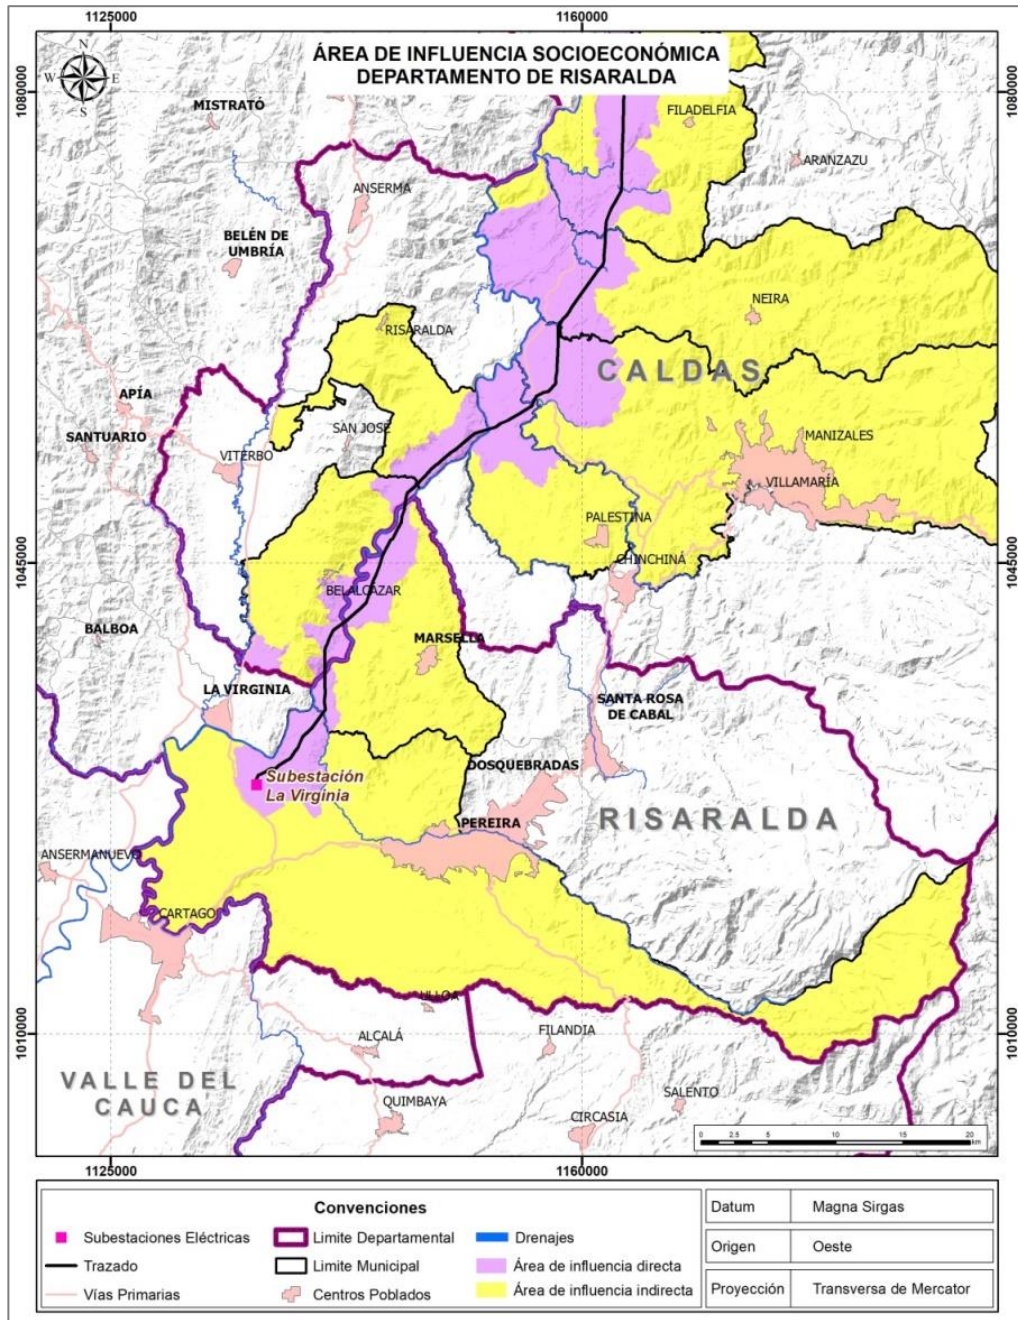 1125000
1160000
ÁREA DE INFLUENCIA SOCIOECONÓMICA
DEPARTAMENTO DE RISARALDA
N
W
E
S
1080000
1080000
MISTRATÓ
FILADELFIA
ARANZAZU
ANSERMA
BELÉN DE
UMBRÍA
NEIRA
RISARALDA
CALDAS
APÍA
SANTUARIO
SAN JOSÉ
MANIZALES
VITERBO
VILLAMARÍA
PALESTINA
CHINCHINÁ
1045000
1045000
BELALCÁZAR
BALBOA
MARSELLA
LA VIRGINIA
SANTA ROSA
DE CABAL
DOSQUEBRADAS
Subestación
La Virginia
RISARALDA
PEREIRA
ANSERMANUEVO
CARTAGO
ULLOA
1010000
1010000
ALCALÁ
FILANDIA
VALLE DEL
CAUCA
QUIMBAYA
SALENTO
CIRCASIA
0 2,5 5 10 15 20
km
1125000
1160000
Convenciones
Subestaciones Eléctricas
Limite Departamental
Drenajes
Trazado
Limite Municipal
Área de influencia directa
Vías Primarias
Centros Poblados
Área de influencia indirecta
Datum Magna Sirgas
Origen Oeste
Proyección Transversa de Mercator